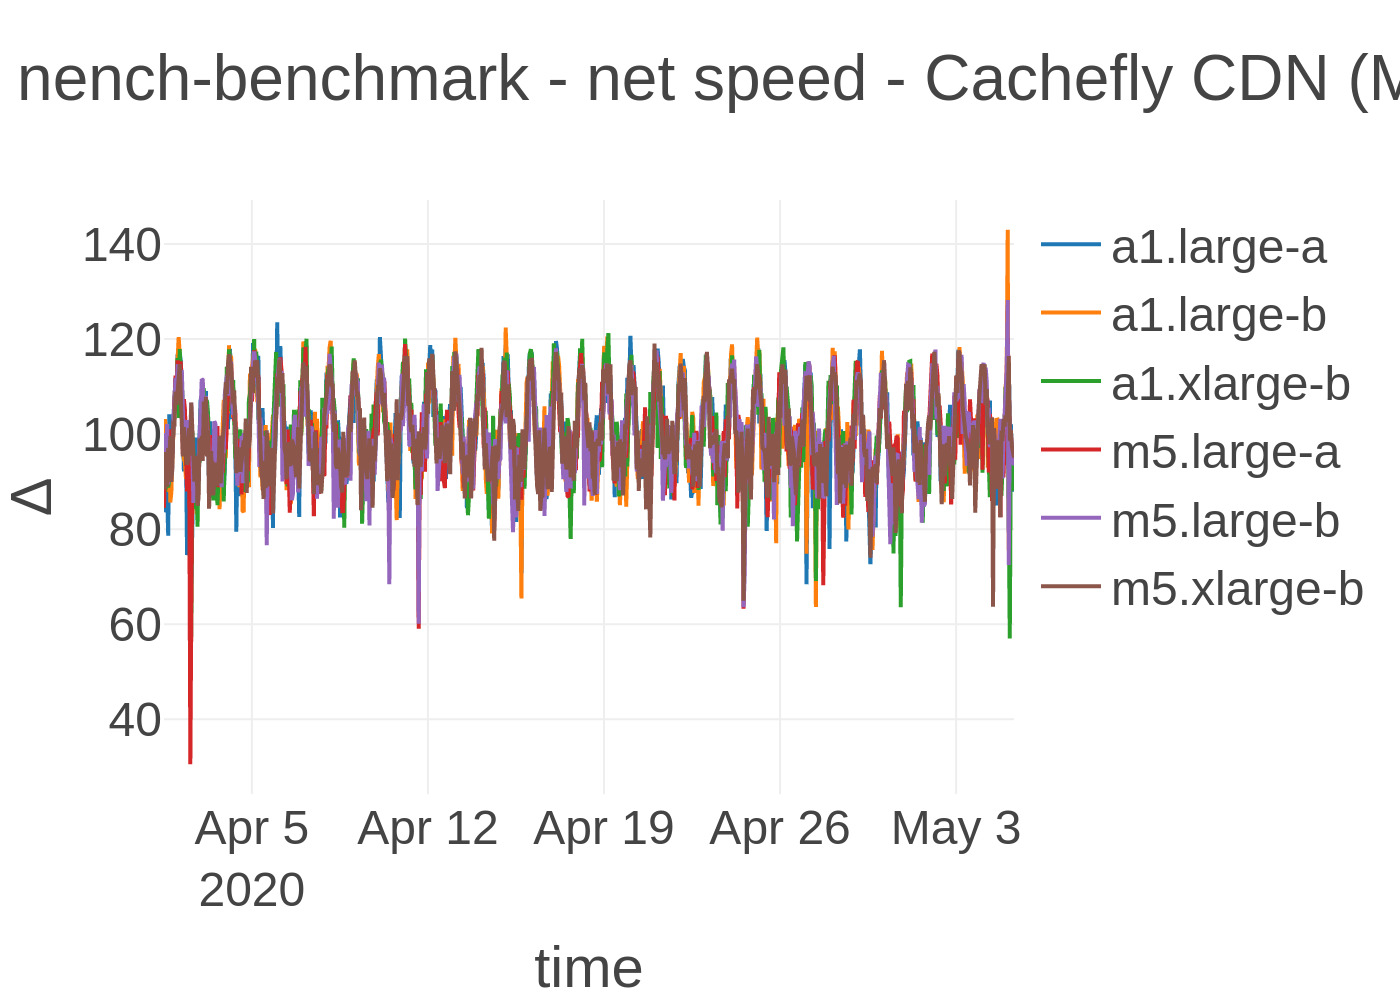 nench-benchmark - net speed - Cachefly CDN (M
140
120
100
80
60
40
Δ
Apr 5
2020
Apr 12
Apr 19
Apr 26
May 3
time
a1.large-a
a1.large-b
a1.xlarge-b
m5.large-a
m5.large-b
m5.xlarge-b